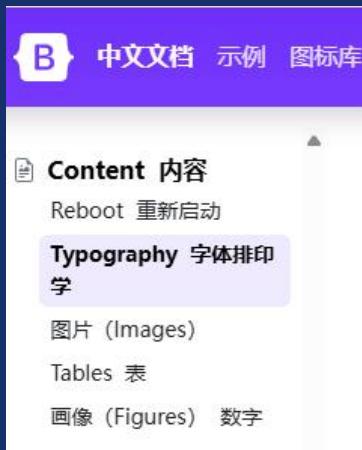 B 中文文档 示例 图标库
Content 内容
Reboot 重新启动
Typography 字体排印
学
图片（Images）
Tables 表
画像（Figures） 数字